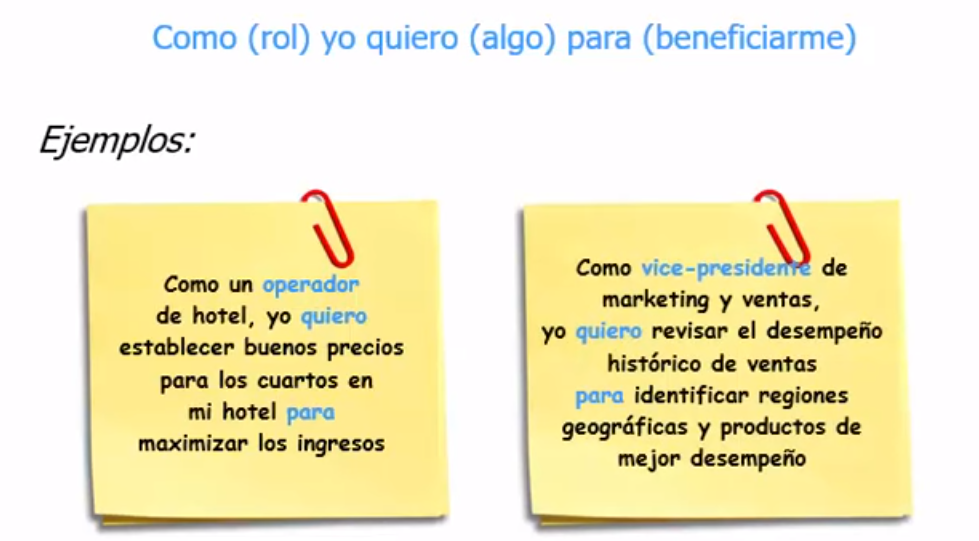 Como (rol) yo quiero (algo) para (beneficiarme)
Ejemplos:
Como un operador
de hotel, yo quiero
establecer buenos precios
para los cuartos en
mi hotel para
maximizar los ingresos
Como vice-presidente de
marketing y ventas,
yo quiero revisar el desempeño
histórico de ventas
para identificar regiones
geográficas y productos de
mejor desempeño